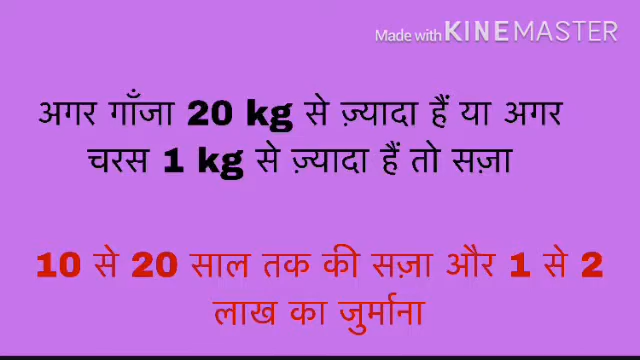 Made with KINEMASTER
अगर गाँजा 20 kg से ज़्यादा हैं या अगर
चरस 1 kg से ज़्यादा हैं तो सज़ा
10 से 20 साल तक की सज़ा और 1 से 2
लाख का जुर्माना